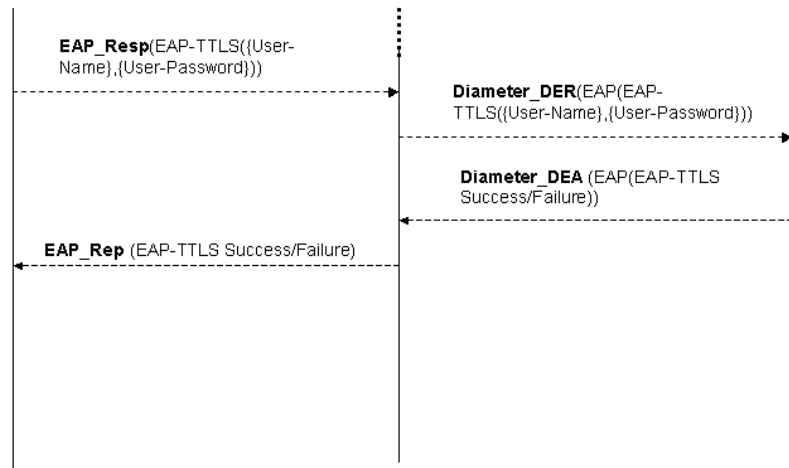 EAP_Resp(EAP-TTLS({User-
Name},{User-Password}))
Diameter_DER(EAP(EAP-
TTLS({User-Name},{User-Password}))
Diameter_DEA (EAP(EAP-TTLS
Success/Failure))
EAP_Rep (EAP-TTLS Success/Failure)